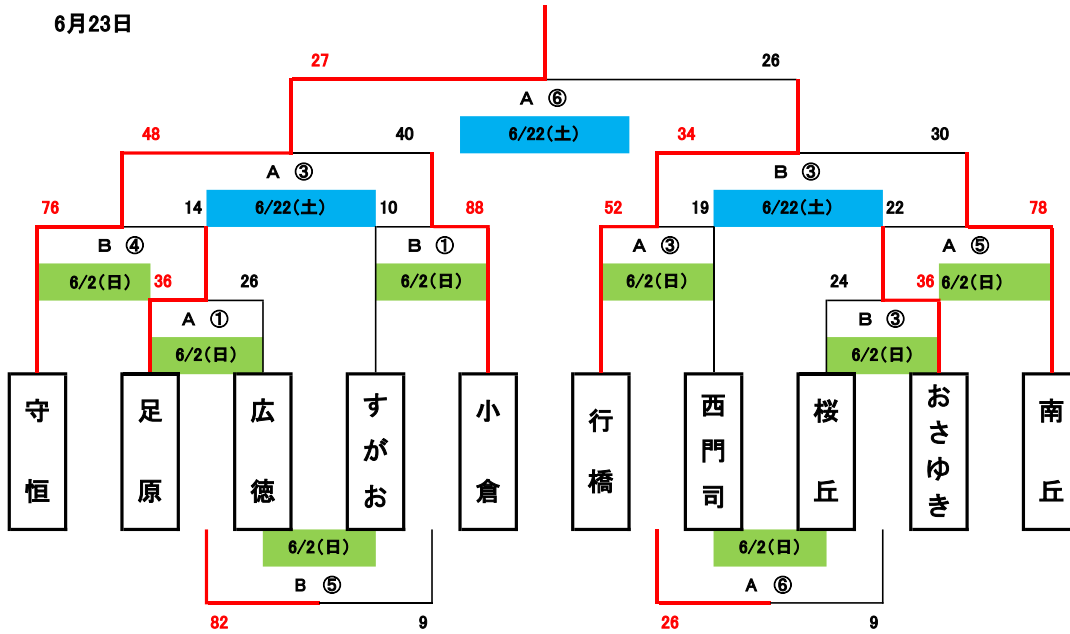 6月23日
27 26
A ⑥
6/22(土)
48 40 34 30
A ③ B ③
6/22(土) 6/22(土)
76 14 10 88 52 19 22 78
B ④ B ① A ③ A ⑤
6/2(日) 6/2(日) 6/2(日) 6/2(日)
36 26 24 36
A ① B ③
6/2(日) 6/2(日)
守恒 足原 広徳 すがお 小倉 行橋 西門司 桜丘 おさゆき 南丘
6/2(日) 6/2(日)
B ⑤ A ⑥
82 9 26 9